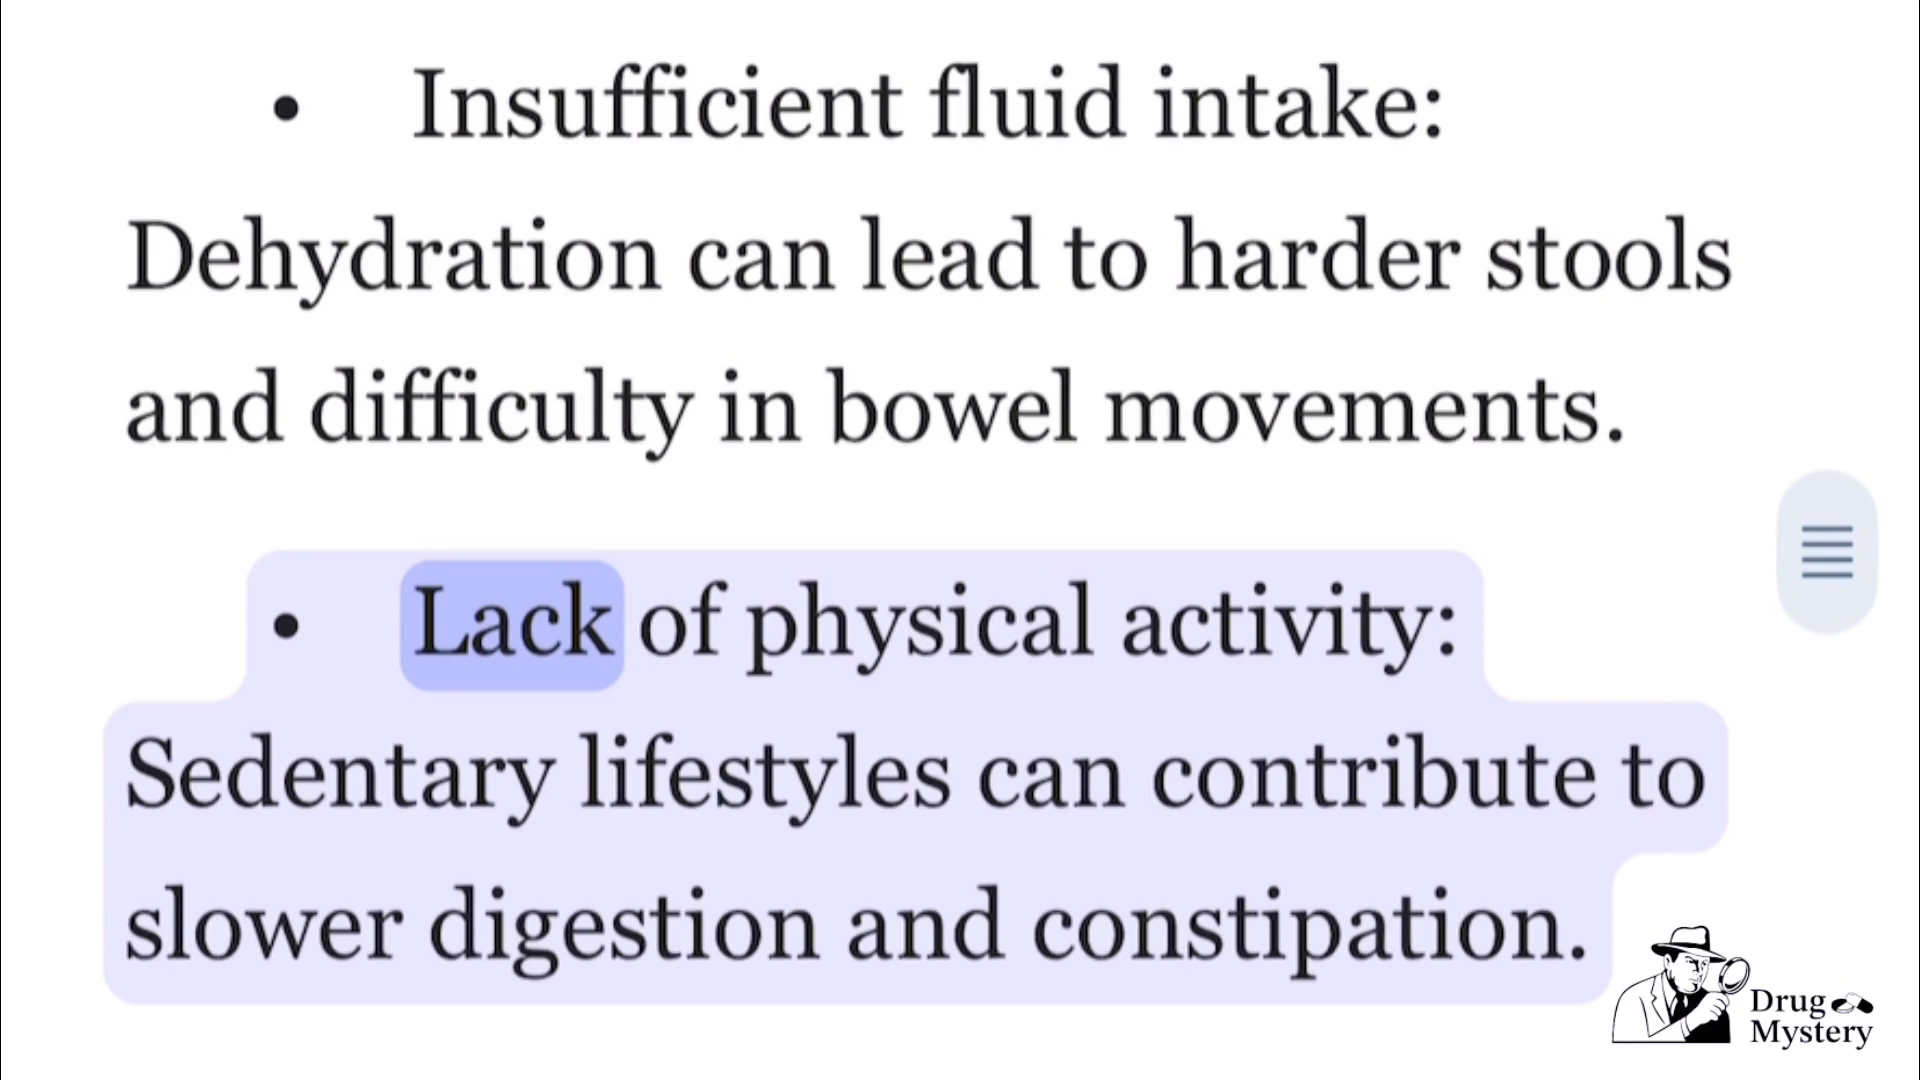 • Insufficient fluid intake:
Dehydration can lead to harder stools
and difficulty in bowel movements.
• Lack of physical activity:
Sedentary lifestyles can contribute to
slower digestion and constipation.
Drug
Mystery